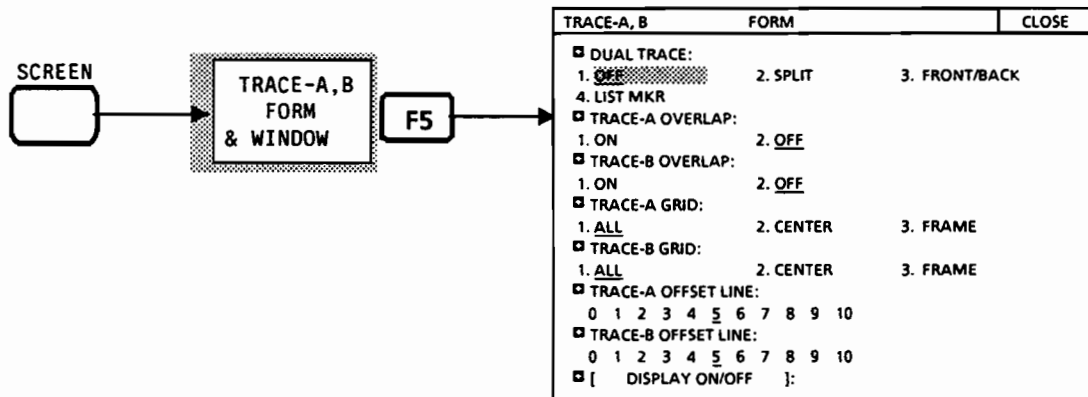 SCREEN
TRACE-A,B
FORM
& WINDOW
F5
TRACE-A, B FORM CLOSE
DUAL TRACE:
1. OFF 2. SPLIT 3. FRONT/BACK
4. LIST MKR
TRACE-A OVERLAP:
1. ON 2. OFF
TRACE-B OVERLAP:
1. ON 2. OFF
TRACE-A GRID:
1. ALL 2. CENTER 3. FRAME
TRACE-B GRID:
1. ALL 2. CENTER 3. FRAME
TRACE-A OFFSET LINE:
0 1 2 3 4 5 6 7 8 9 10
TRACE-B OFFSET LINE:
0 1 2 3 4 5 6 7 8 9 10
[ DISPLAY ON/OFF ]: